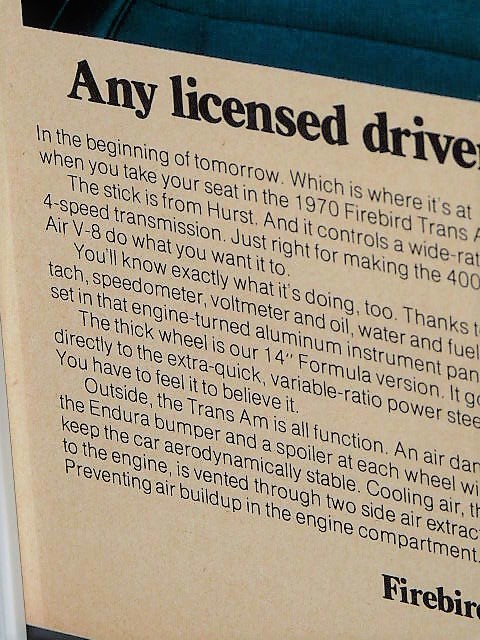 Any licensed drive
In the beginning of tomorrow. Which is where it's at
when you take your seat in the 1970 Firebird Trans A
The stick is from Hurst. And it controls a wide-rat
4-speed transmission. Just right for making the 400
Air V-8 do what you want it to.
You'll know exactly what it's doing, too. Thanks t
tach, speedometer, voltmeter and oil, water and fuel
set in that engine-turned aluminum instrument pan
The thick wheel is our 14" Formula version. It go
directly to the extra-quick, variable-ratio power stee
You have to feel it to believe it.
Outside, the Trans Am is all function. An air dam
the Endura bumper and a spoiler at each wheel wi
keep the car aerodynamically stable. Cooling air, th
to the engine, is vented through two side air extrac
Preventing air buildup in the engine compartment.
Firebir